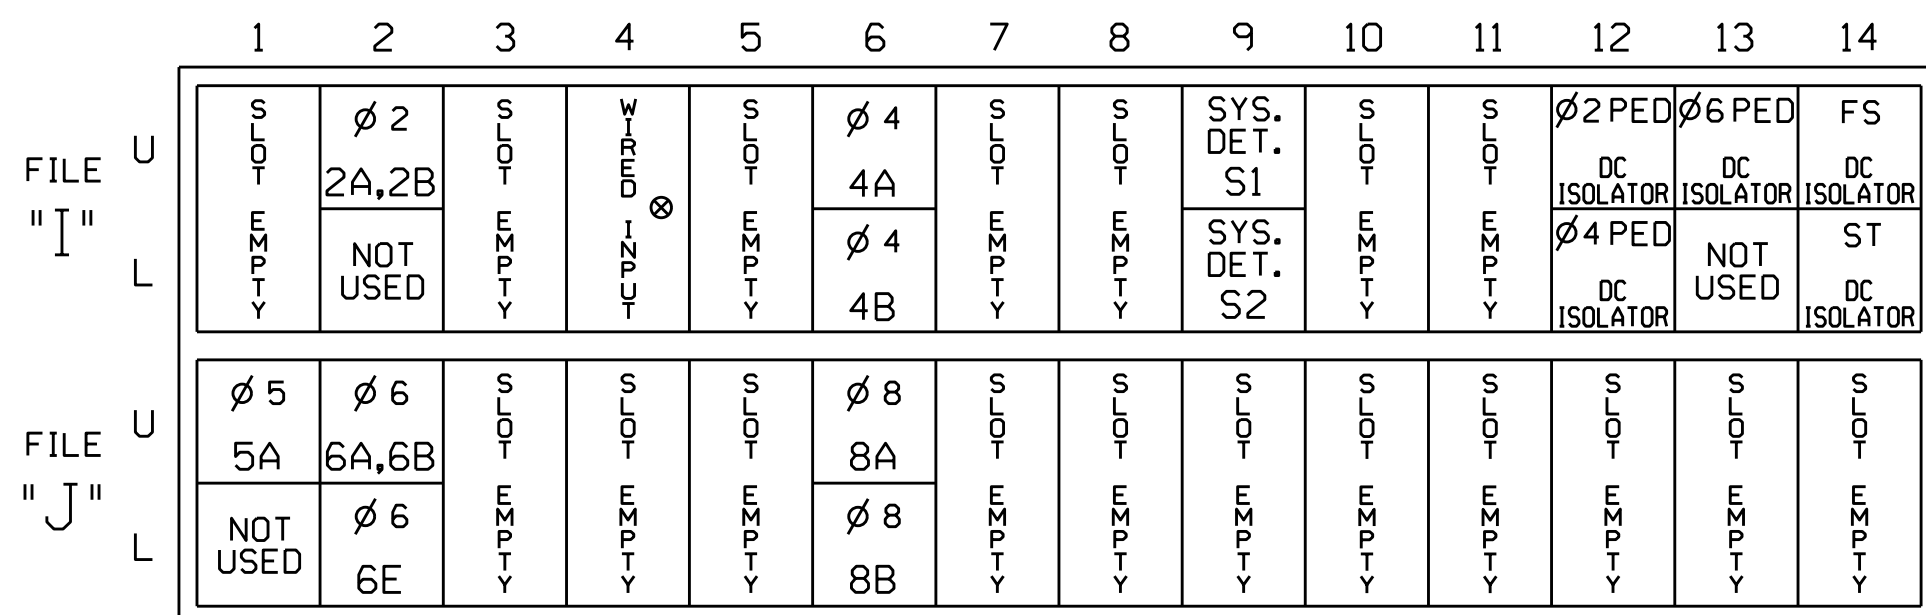 1 2 3 4 5 6 7 8 9 10 11 12 13 14
FILE
"I"
U
L
SLOT EMPTY
Ø 2
2A,2B
NOT
USED
SLOT EMPTY
WIRED INPUT
SLOT EMPTY
Ø 4
4A
Ø 4
4B
SLOT EMPTY
SLOT EMPTY
SYS.
DET.
S1
SYS.
DET.
S2
SLOT EMPTY
SLOT EMPTY
Ø2 PED
DC
ISOLATOR
Ø4 PED
DC
ISOLATOR
Ø6 PED
DC
ISOLATOR
NOT
USED
FS
DC
ISOLATOR
ST
DC
ISOLATOR
FILE
"J"
U
L
Ø 5
5A
NOT
USED
Ø 6
6A,6B
Ø 6
6E
SLOT EMPTY
SLOT EMPTY
SLOT EMPTY
Ø 8
8A
Ø 8
8B
SLOT EMPTY
SLOT EMPTY
SLOT EMPTY
SLOT EMPTY
SLOT EMPTY
SLOT EMPTY
SLOT EMPTY
SLOT EMPTY